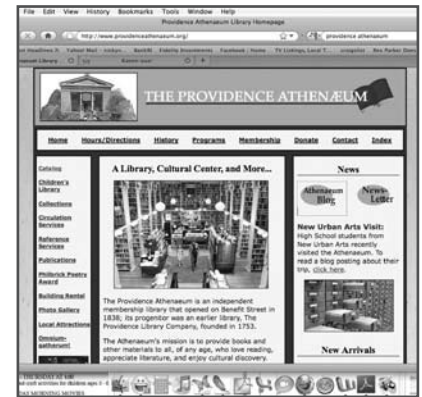 File Edit View History Bookmarks Tools Window Help
Providence Athenaeum Library Homepage
http://www.providenceathenaeum.org/
providence athenaeum
THE PROVIDENCE ATHENÆUM
Home Hours/Directions History Programs Membership Donate Contact Index
Catalog
Children's
Library
Collections
Circulation
Services
Reference
Services
Publications
Philbrick Poetry
Award
Building Rental
Photo Gallery
Local Attractions
Omnium-
gatherum!
A Library, Cultural Center, and More...
The Providence Athenaeum is an independent
membership library that opened on Benefit Street in
1838; its progenitor was an earlier library, The
Providence Library Company, founded in 1753.
The Athenaeum's mission is to provide books and
other materials to all, of any age, who love reading,
appreciate literature, and enjoy cultural discovery.
News
Athenaeum
Blog
News-
Letter
New Urban Arts Visit:
High School students from
New Urban Arts recently
visited the Athenaeum. To
read a blog posting about their
trip, click here.
New Arrivals